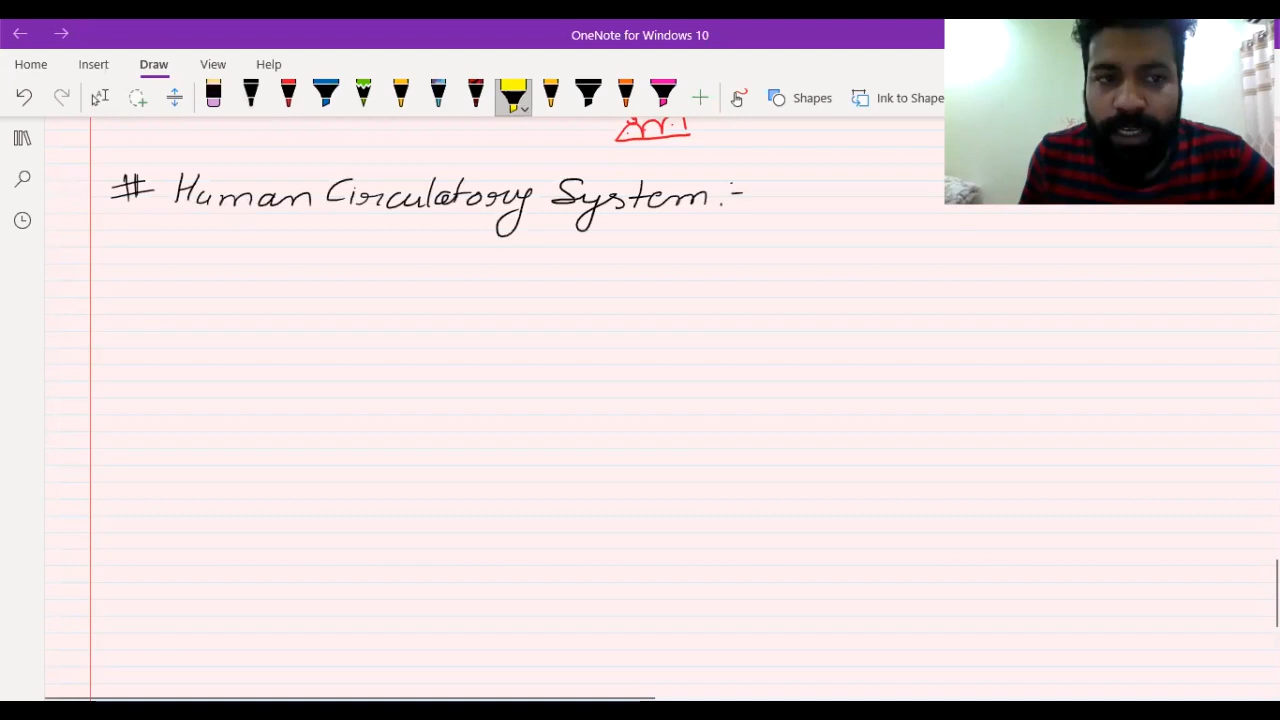 OneNote for Windows 10
Home Insert Draw View Help
Shapes Ink to Shape
# Human Circulatory System :-